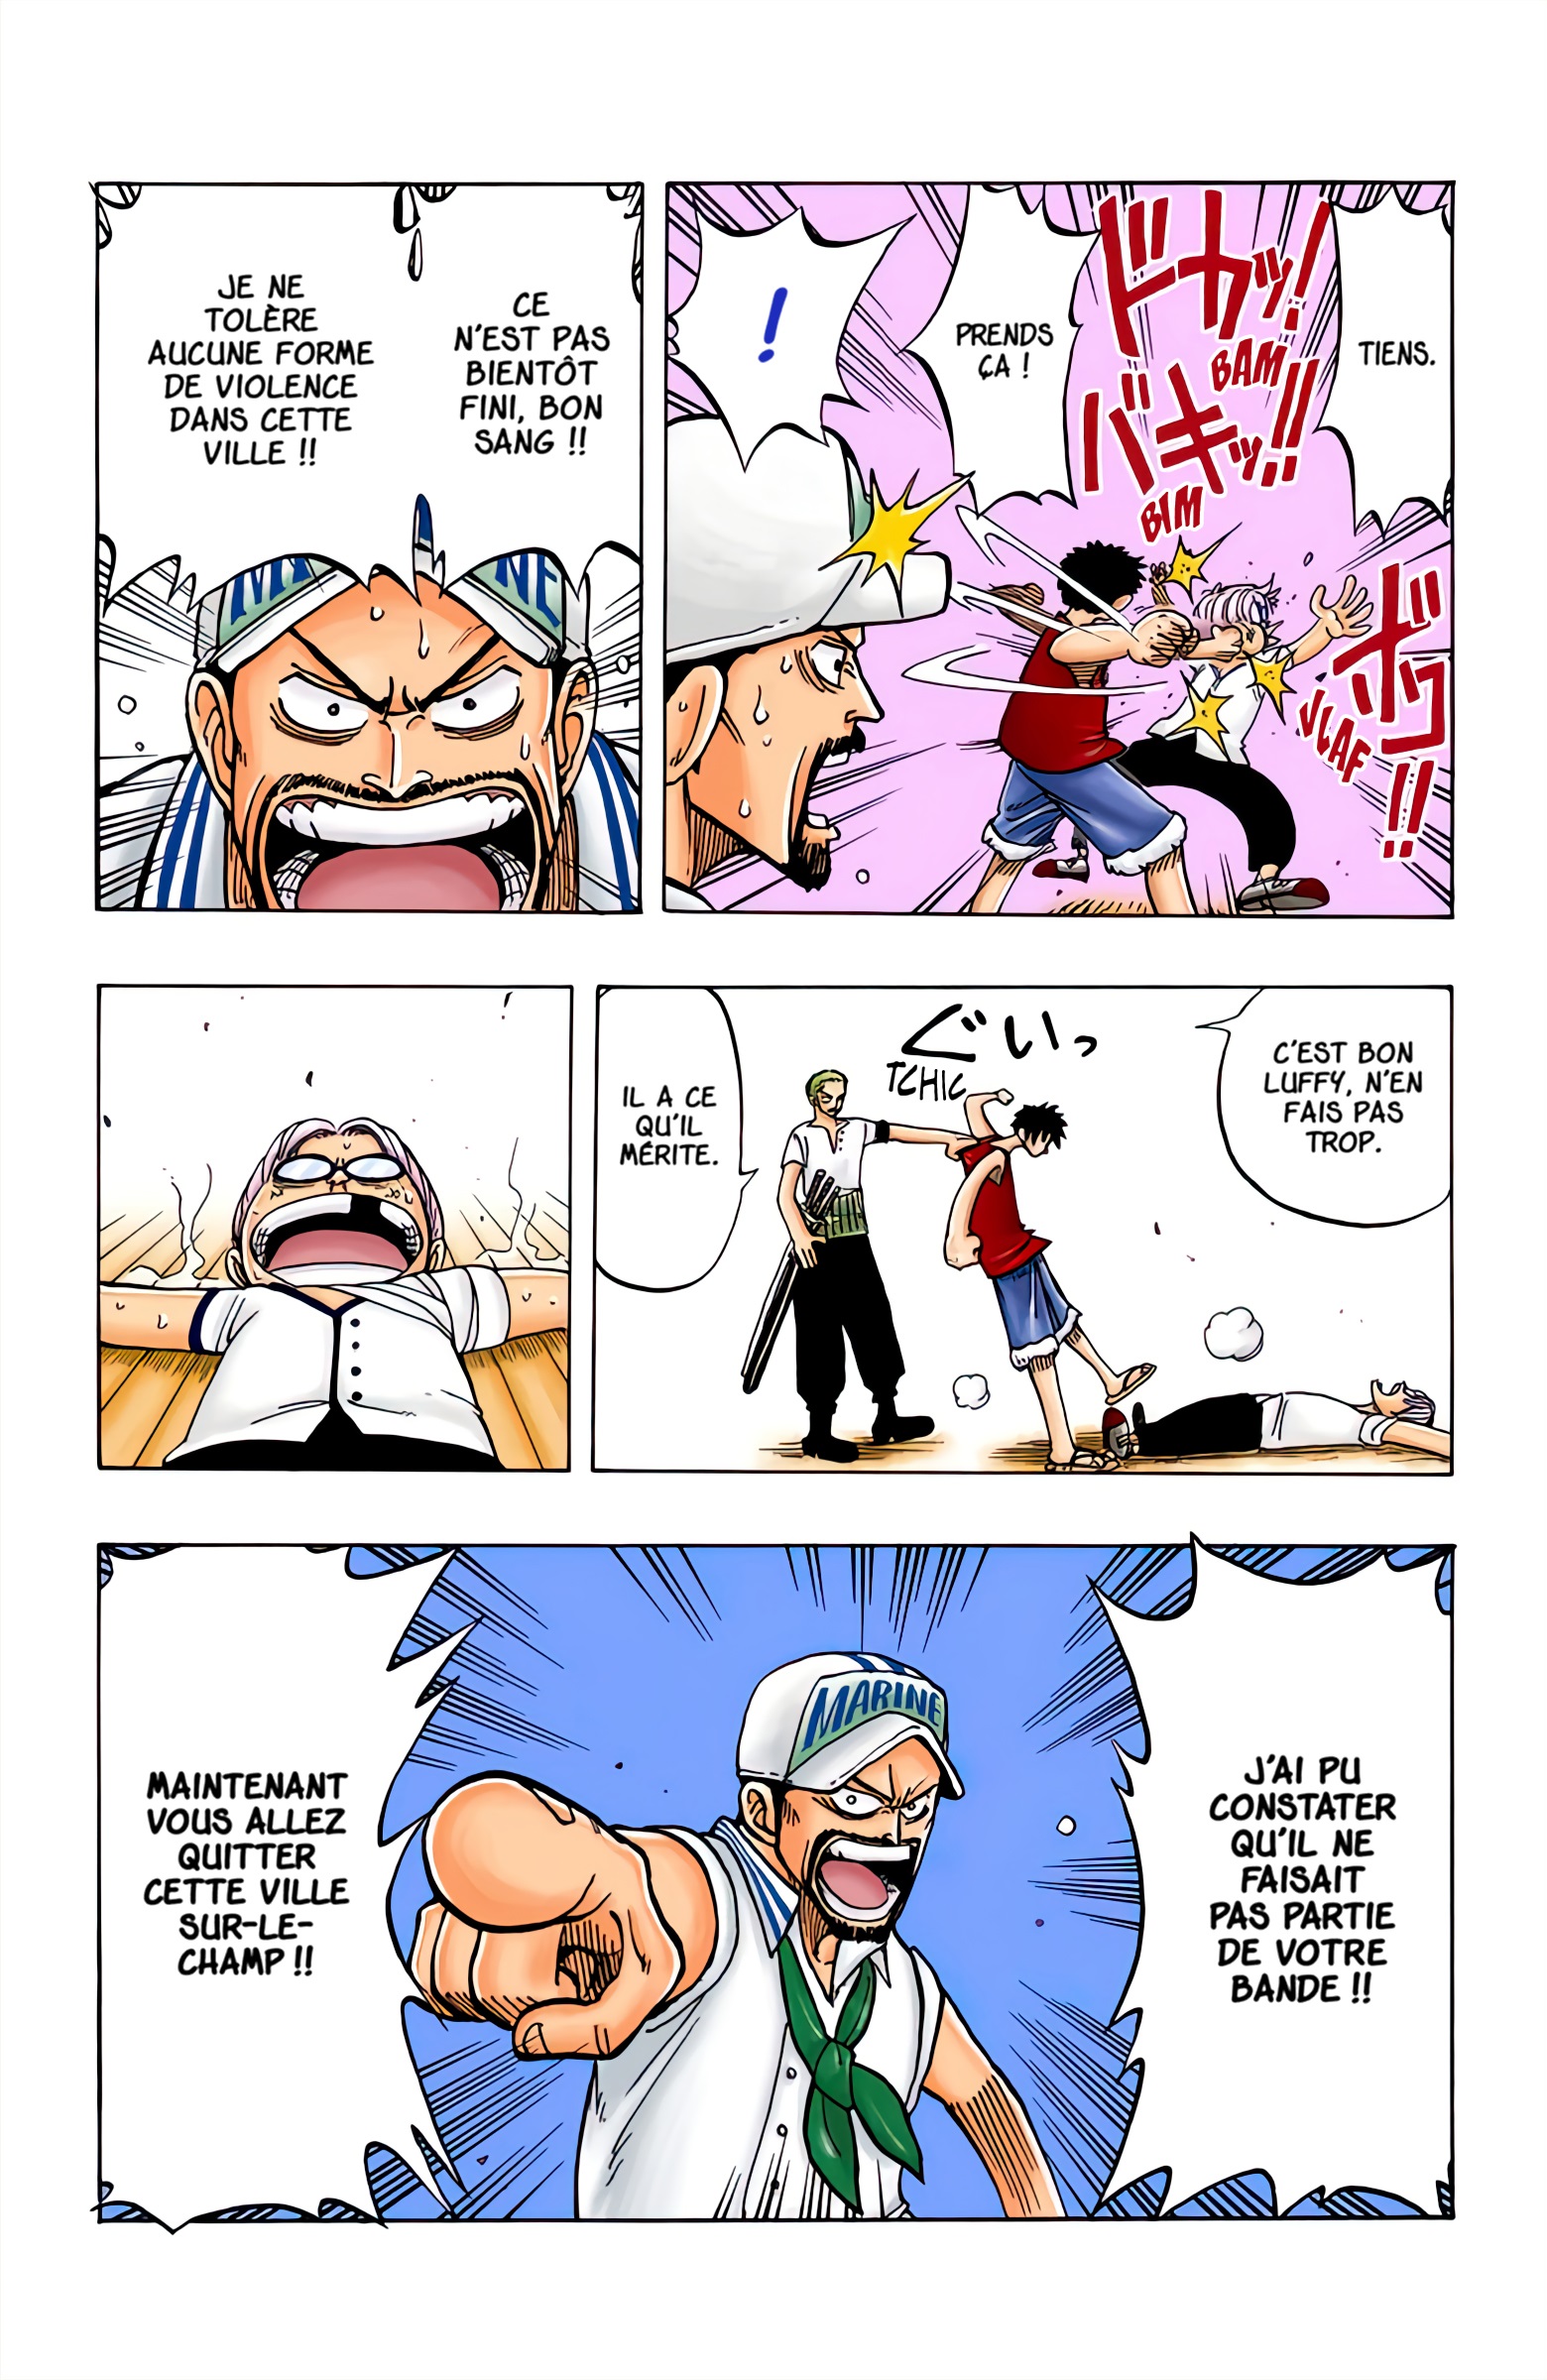 TIENS.
ドカッ!
BAM
バキッ!!
BIM
ボコ!!
VLAF
PRENDS
ÇA !
!
CE
N'EST PAS
BIENTÔT
FINI, BON
SANG !!
JE NE
TOLÈRE
AUCUNE FORME
DE VIOLENCE
DANS CETTE
VILLE !!
C'EST BON
LUFFY, N'EN
FAIS PAS
TROP.
ぐいっ
TCHIC
IL A CE
QU'IL
MÉRITE.
J'AI PU
CONSTATER
QU'IL NE
FAISAIT
PAS PARTIE
DE VOTRE
BANDE !!
MARINE
MAINTENANT
VOUS ALLEZ
QUITTER
CETTE VILLE
SUR-LE-
CHAMP !!